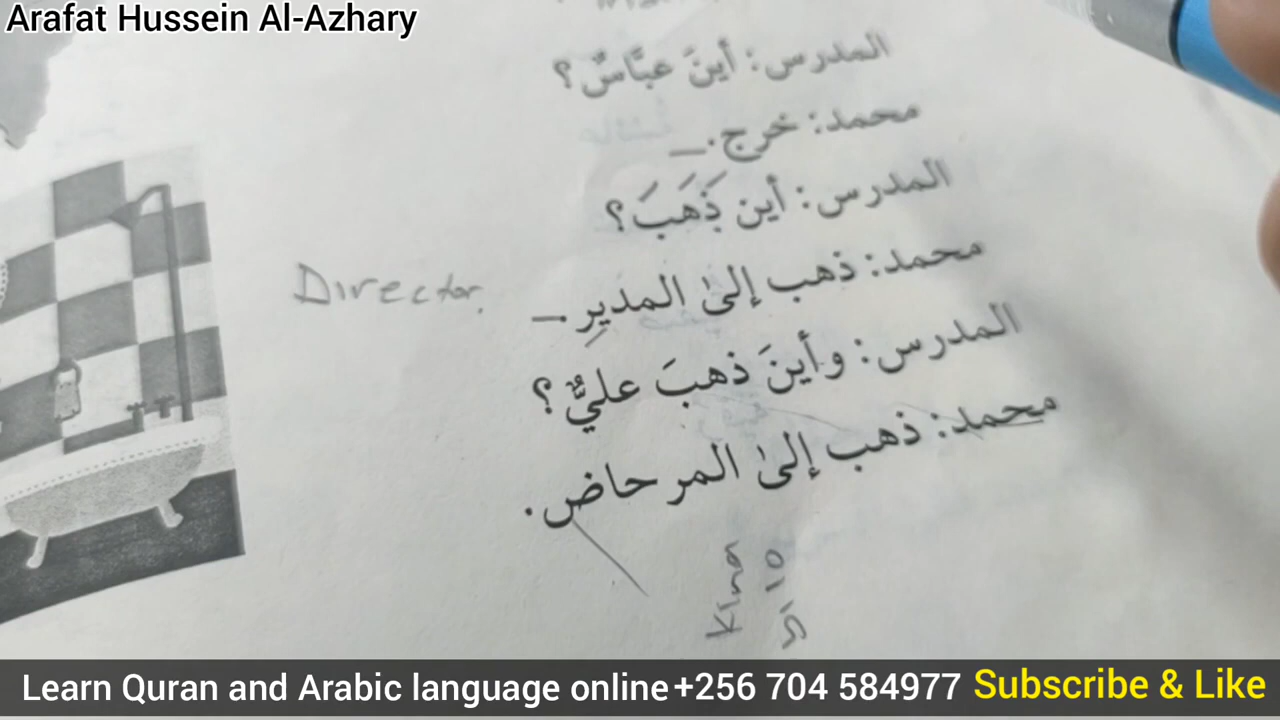 Arafat Hussein Al-Azhary
المدرس: أينَ عبَّاسٌ؟
محمد: خرج.
المدرس: أين ذَهَبَ؟
محمد: ذهب إلىٰ المديرِ.
Director.
المدرس: وأينَ ذهبَ عليٌّ؟
محمد: ذهب إلىٰ المرحاض.
Learn Quran and Arabic language online +256 704 584977 Subscribe & Like